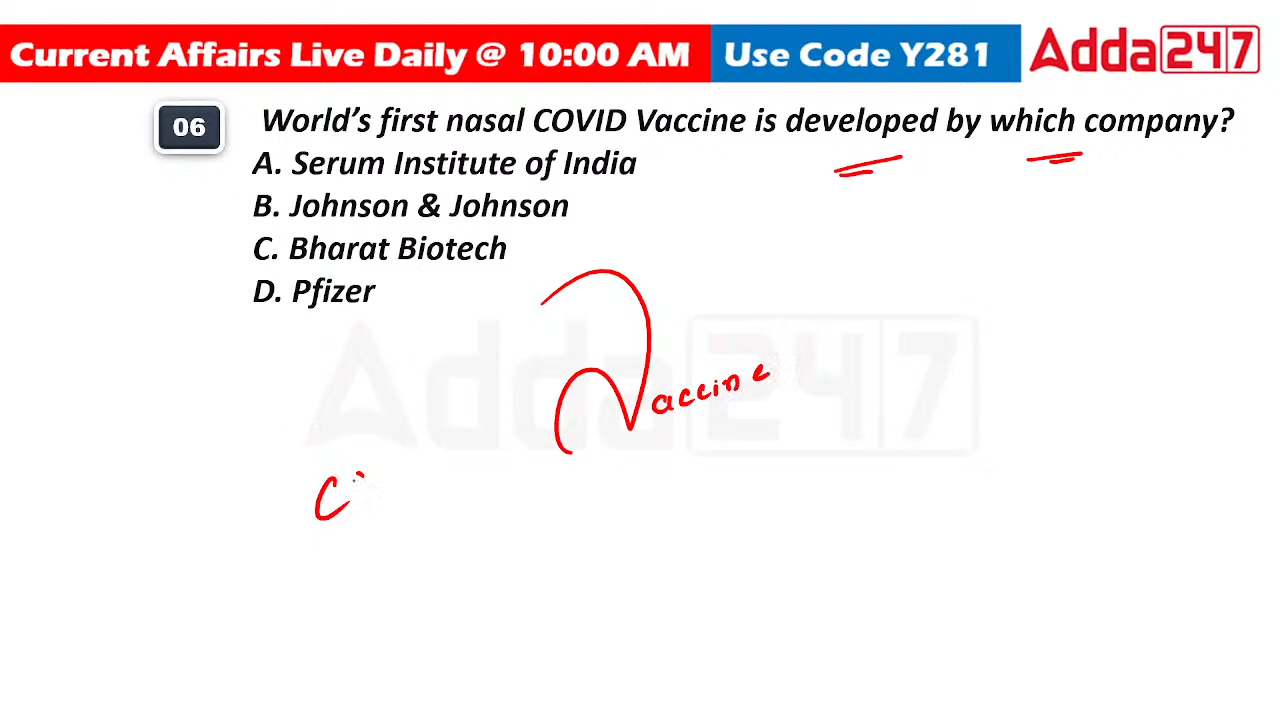 Current Affairs Live Daily @ 10:00 AM Use Code Y281 Adda247
06 World's first nasal COVID Vaccine is developed by which company?
A. Serum Institute of India
B. Johnson & Johnson
C. Bharat Biotech
D. Pfizer
Adda247
Vaccine
C